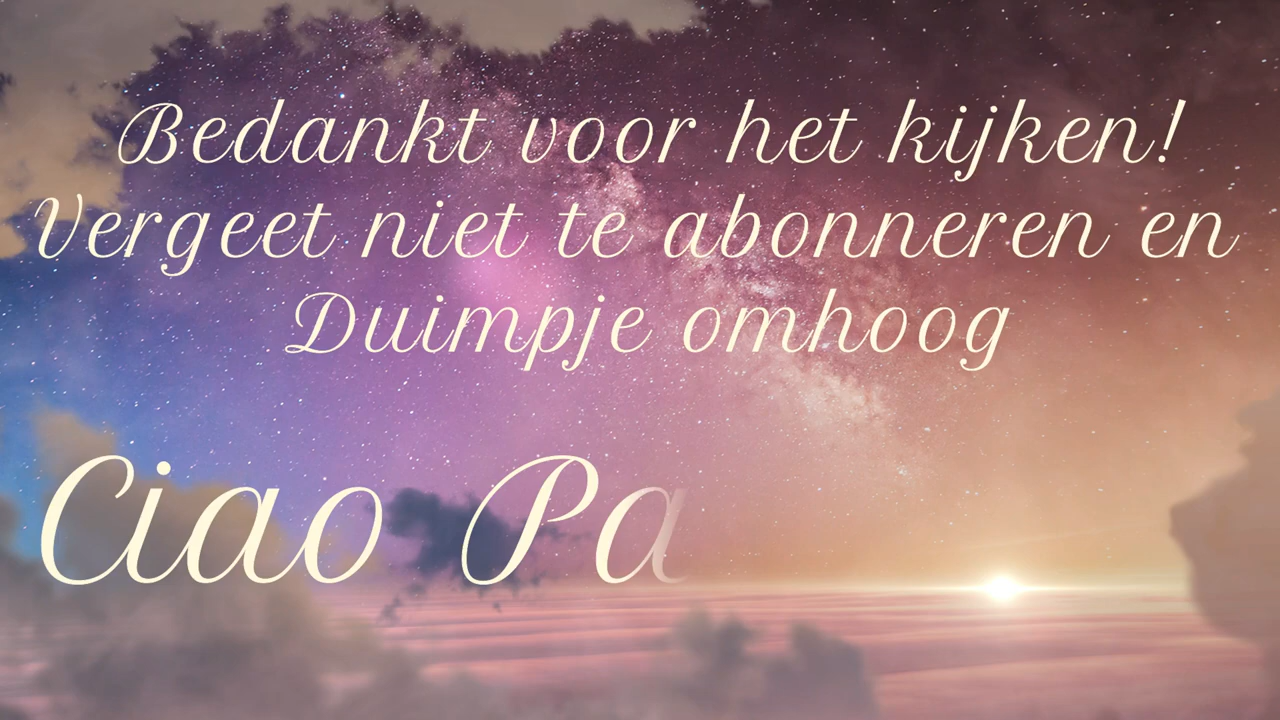 Bedankt voor het kijken!
Vergeet niet te abonneren en
Duimpje omhoog
Ciao Pa